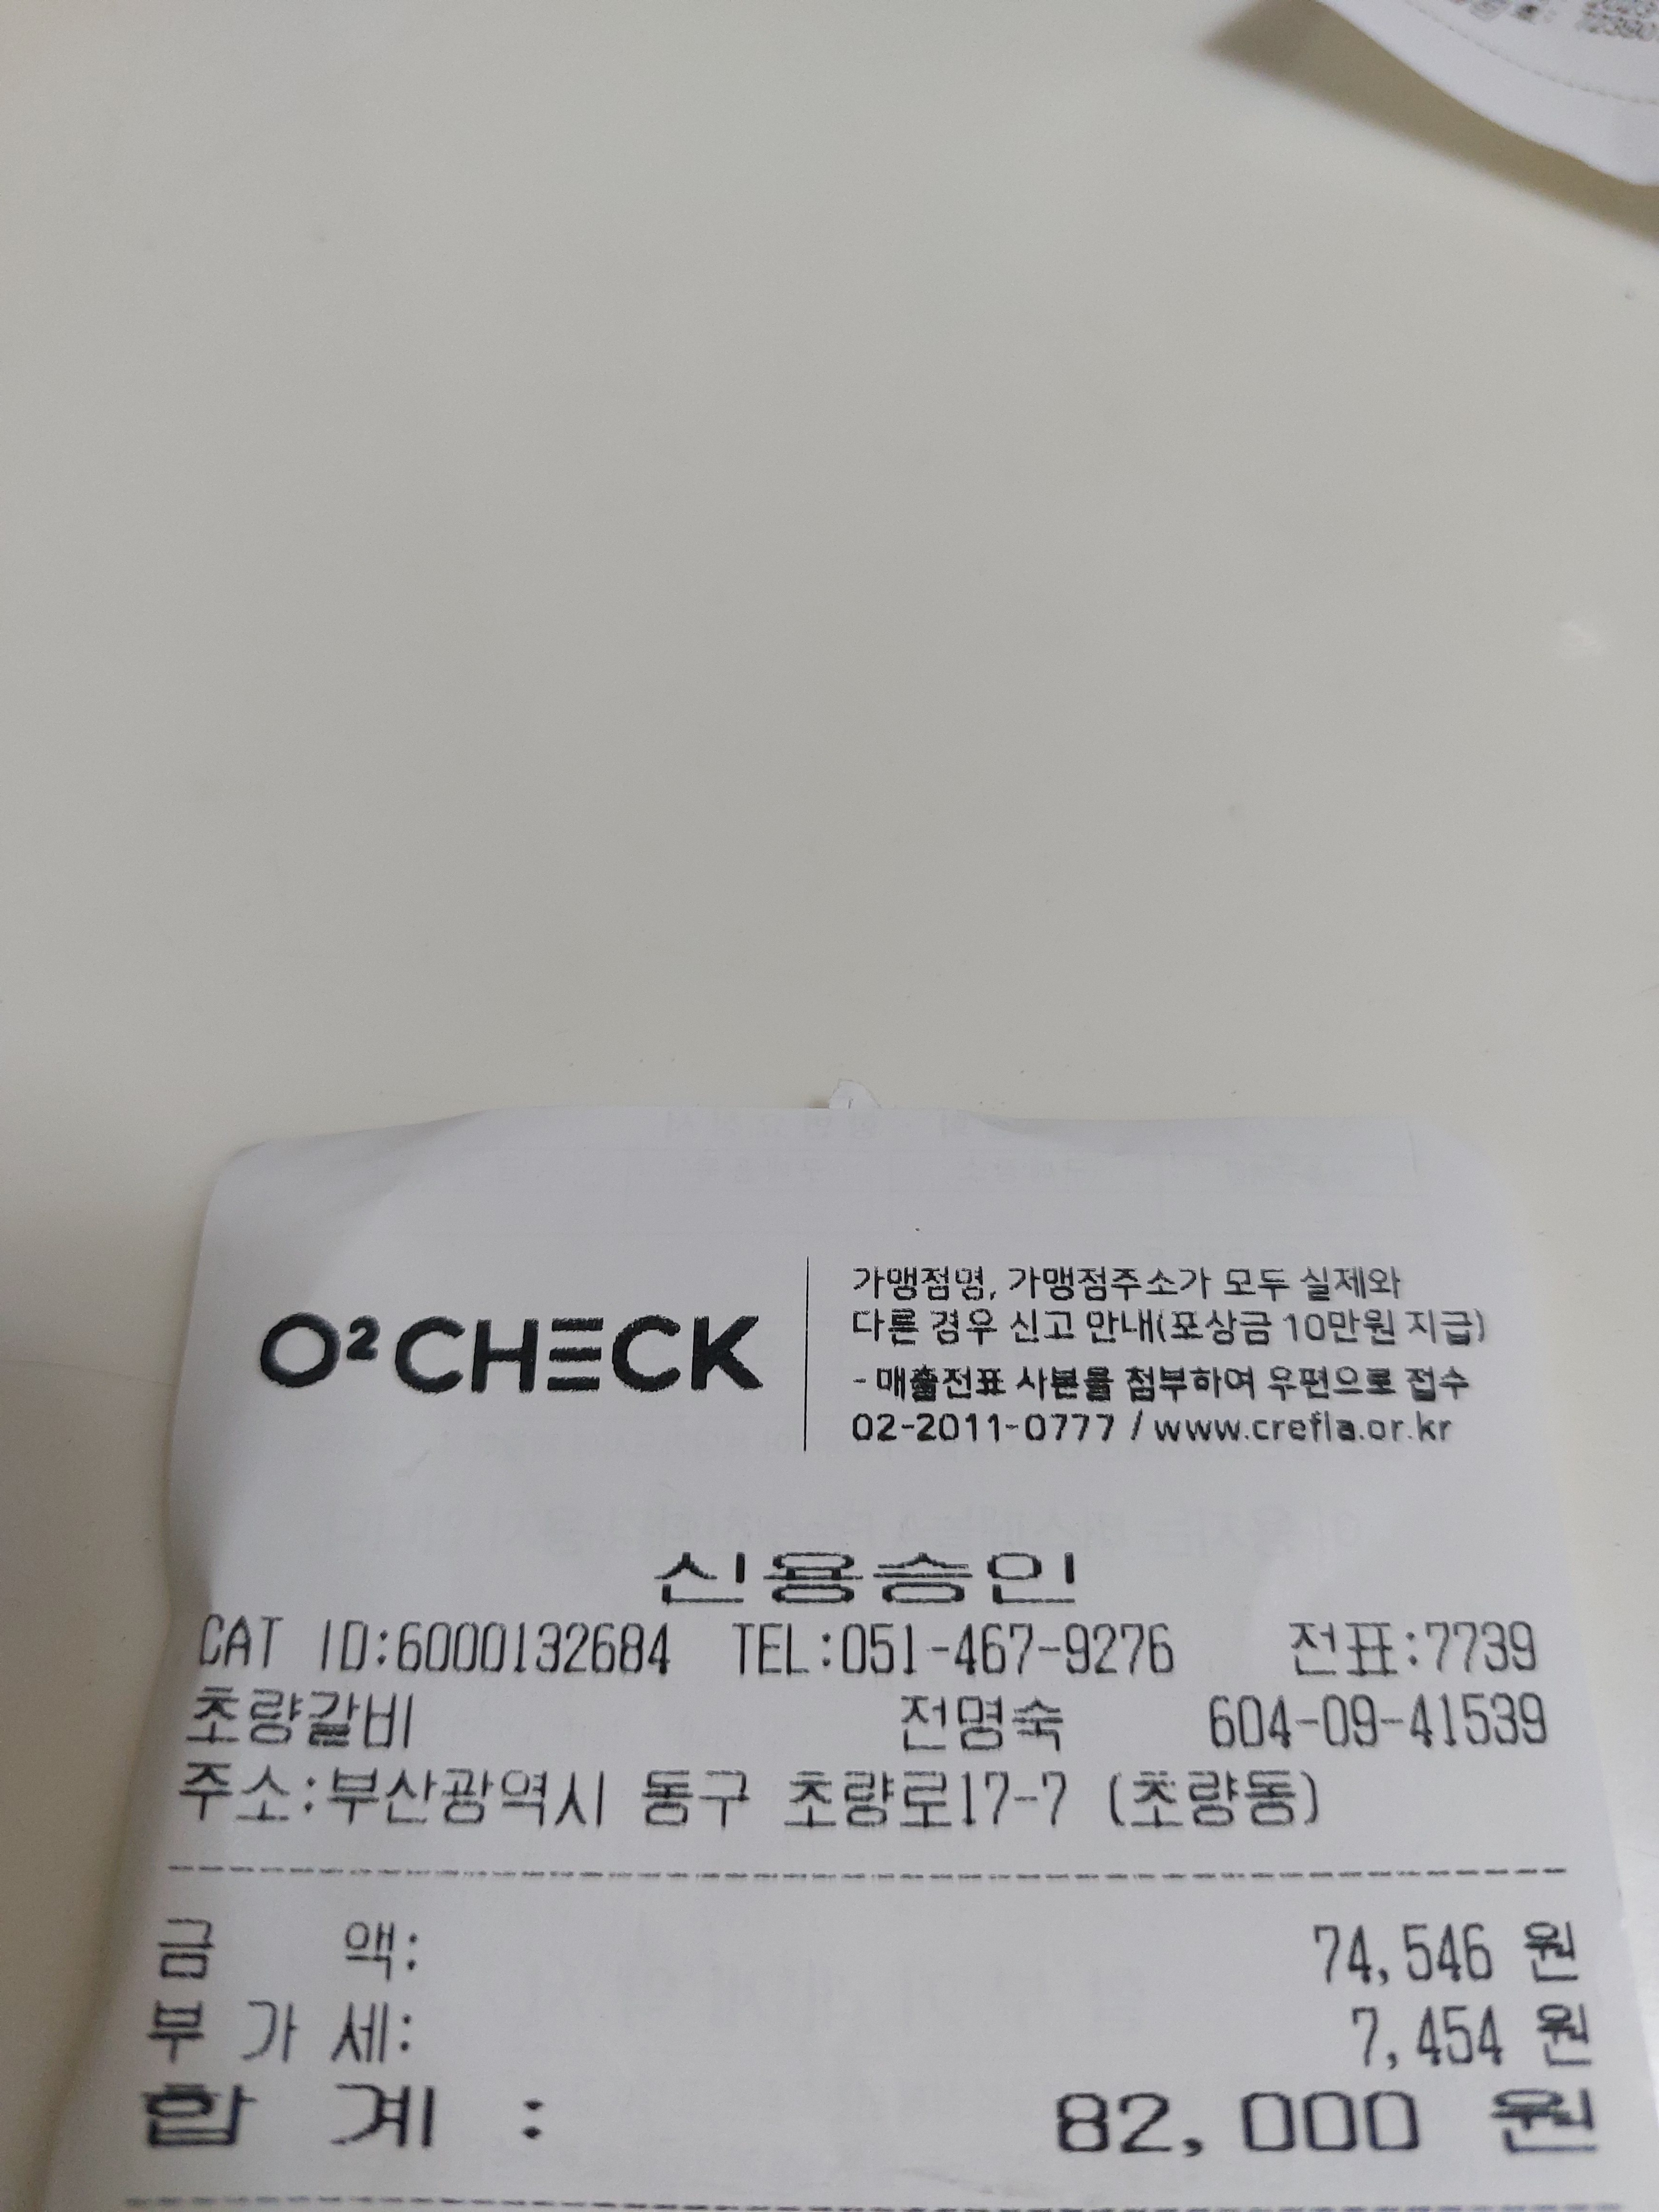 O² CHECK
가맹점명, 가맹점주소가 모두 실제와
다른 경우 신고 안내(포상금 10만원 지급)
- 매출전표 사본을 첨부하여 우편으로 접수
02-2011-0777 / www.crefia.or.kr
신용승인
CAT ID:6000132684 TEL:051-467-9276 전표:7739
초량갈비 전명숙 604-09-41539
주소:부산광역시 동구 초량로17-7 (초량동)
금 액: 74,546 원
부 가 세: 7,454 원
합 계 : 82,000 원